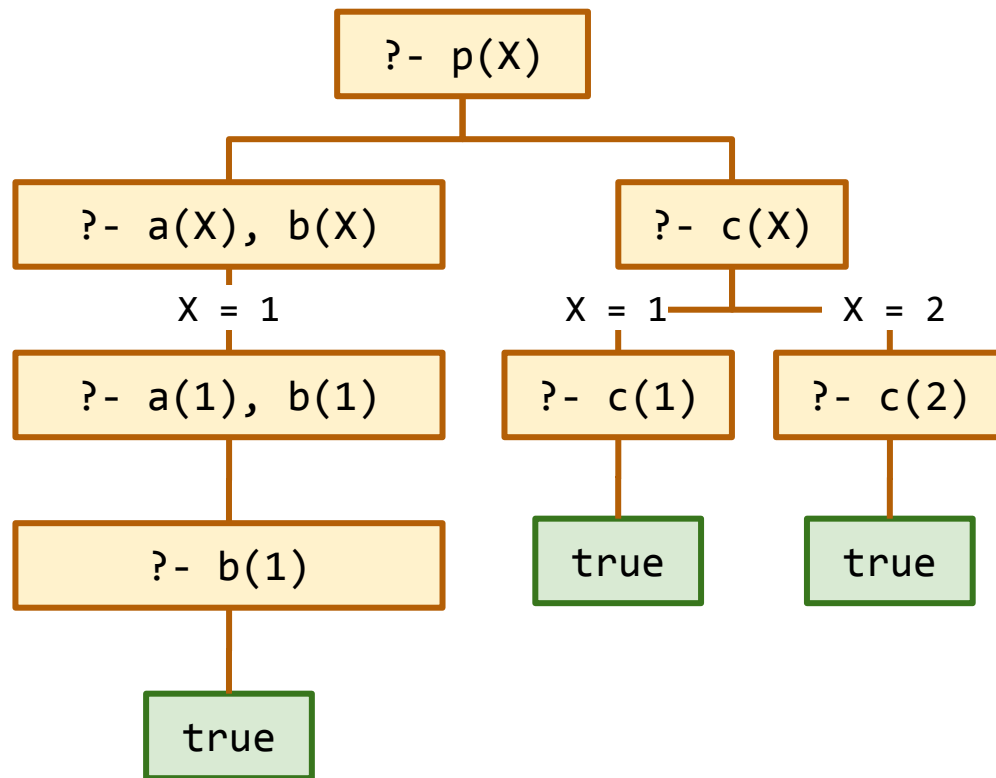 ?- p(X)
?- a(X), b(X)
?- c(X)
X = 1
X = 1
X = 2
?- a(1), b(1)
?- c(1)
?- c(2)
?- b(1)
true
true
true